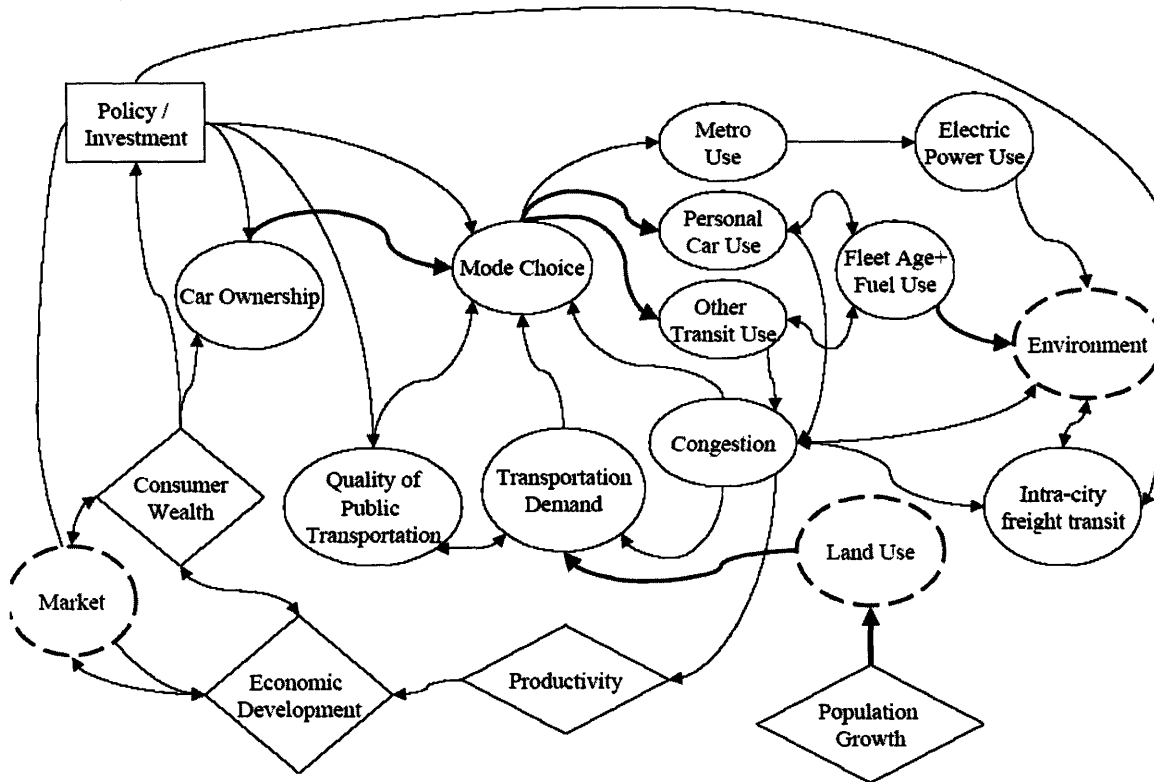 Policy /
Investment
Metro
Use
Electric
Power Use
Personal
Car Use
Mode Choice
Fleet Age+
Fuel Use
Car Ownership
Other
Transit Use
Environment
Congestion
Consumer
Wealth
Quality of
Public
Transportation
Transportation
Demand
Intra-city
freight transit
Land Use
Market
Economic
Development
Productivity
Population
Growth